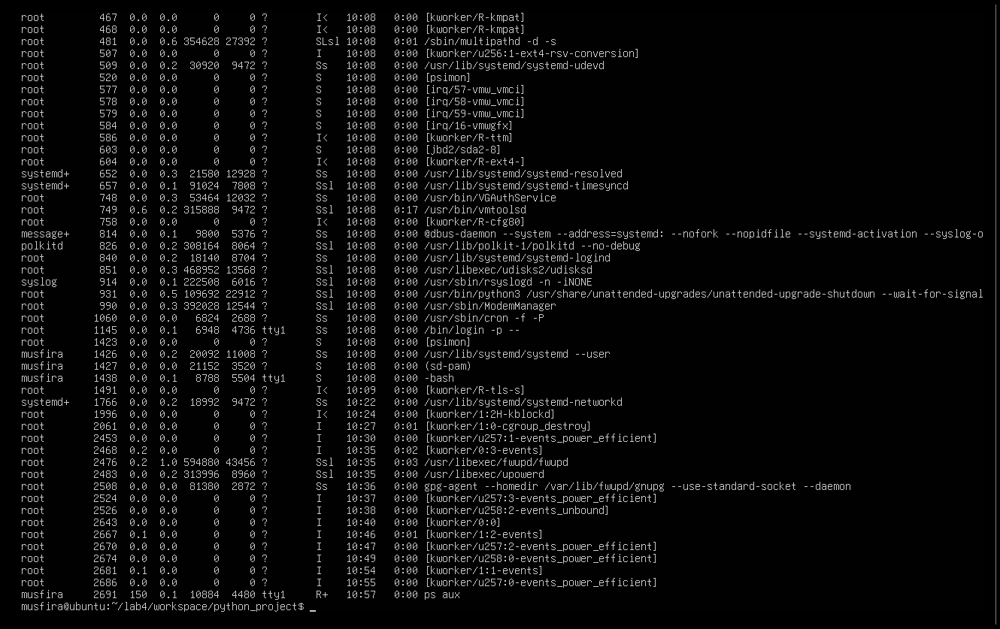 root         467  0.0  0.0      0     0 ?        I<   10:08   0:00 [kworker/R-kmpat]
root         468  0.0  0.0      0     0 ?        I<   10:08   0:00 [kworker/R-kmpat]
root         481  0.0  0.6 354628 27392 ?        SLsl 10:08   0:01 /sbin/multipathd -d -s
root         507  0.0  0.0      0     0 ?        I    10:08   0:00 [kworker/u256:1-ext4-rsv-conversion]
root         509  0.0  0.2  30920  9472 ?        Ss   10:08   0:00 /usr/lib/systemd/systemd-udevd
root         520  0.0  0.0      0     0 ?        S    10:08   0:00 [psimon]
root         577  0.0  0.0      0     0 ?        S    10:08   0:00 [irq/57-vmw_vmci]
root         578  0.0  0.0      0     0 ?        S    10:08   0:00 [irq/58-vmw_vmci]
root         579  0.0  0.0      0     0 ?        S    10:08   0:00 [irq/59-vmw_vmci]
root         584  0.0  0.0      0     0 ?        S    10:08   0:00 [irq/16-vmwgfx]
root         586  0.0  0.0      0     0 ?        I<   10:08   0:00 [kworker/R-ttm]
root         603  0.0  0.0      0     0 ?        S    10:08   0:00 [jbd2/sda2-8]
root         604  0.0  0.0      0     0 ?        I<   10:08   0:00 [kworker/R-ext4-]
systemd+     652  0.0  0.3  21580 12928 ?        Ss   10:08   0:00 /usr/lib/systemd/systemd-resolved
systemd+     657  0.0  0.1  91024  7808 ?        Ssl  10:08   0:00 /usr/lib/systemd/systemd-timesyncd
root         748  0.0  0.3  53464 12032 ?        Ss   10:08   0:00 /usr/bin/VGAuthService
root         749  0.6  0.2 315888  9472 ?        Ssl  10:08   0:17 /usr/bin/vmtoolsd
root         758  0.0  0.0      0     0 ?        I<   10:08   0:00 [kworker/R-cfg80]
message+     814  0.0  0.1   9800  5376 ?        Ss   10:08   0:00 @dbus-daemon --system --address=systemd: --nofork --nopidfile --systemd-activation --syslog-o
polkitd      826  0.0  0.2 308164  8064 ?        Ssl  10:08   0:00 /usr/lib/polkit-1/polkitd --no-debug
root         840  0.0  0.2  18140  8704 ?        Ss   10:08   0:00 /usr/lib/systemd/systemd-logind
root         851  0.0  0.3 468952 13568 ?        Ssl  10:08   0:00 /usr/libexec/udisks2/udisksd
syslog       914  0.0  0.1 222508  6016 ?        Ssl  10:08   0:00 /usr/sbin/rsyslogd -n -iNONE
root         931  0.0  0.5 109692 22912 ?        Ssl  10:08   0:00 /usr/bin/python3 /usr/share/unattended-upgrades/unattended-upgrade-shutdown --wait-for-signal
root         990  0.0  0.3 392028 12544 ?        Ssl  10:08   0:00 /usr/sbin/ModemManager
root        1060  0.0  0.0   6824  2688 ?        Ss   10:08   0:00 /usr/sbin/cron -f -P
root        1145  0.0  0.1   6948  4736 tty1     Ss   10:08   0:00 /bin/login -p --
root        1423  0.0  0.0      0     0 ?        S    10:08   0:00 [psimon]
musfira     1426  0.0  0.2  20092 11008 ?        Ss   10:08   0:00 /usr/lib/systemd/systemd --user
musfira     1427  0.0  0.0  21152  3520 ?        S    10:08   0:00 (sd-pam)
musfira     1438  0.0  0.1   8788  5504 tty1     S    10:08   0:00 -bash
root        1491  0.0  0.0      0     0 ?        I<   10:09   0:00 [kworker/R-tls-s]
systemd+    1766  0.0  0.2  18992  9472 ?        Ss   10:22   0:00 /usr/lib/systemd/systemd-networkd
root        1996  0.0  0.0      0     0 ?        I<   10:24   0:00 [kworker/1:2H-kblockd]
root        2061  0.0  0.0      0     0 ?        I    10:27   0:01 [kworker/1:0-cgroup_destroy]
root        2453  0.0  0.0      0     0 ?        I    10:30   0:00 [kworker/u257:1-events_power_efficient]
root        2468  0.2  0.0      0     0 ?        I    10:35   0:02 [kworker/0:3-events]
root        2476  0.2  1.0 594880 43456 ?        Ssl  10:35   0:03 /usr/libexec/fwupd/fwupd
root        2483  0.0  0.2 313996  8960 ?        Ssl  10:35   0:00 /usr/libexec/upowerd
root        2508  0.0  0.0  81380  2872 ?        Ss   10:36   0:00 gpg-agent --homedir /var/lib/fwupd/gnupg --use-standard-socket --daemon
root        2524  0.0  0.0      0     0 ?        I    10:37   0:00 [kworker/u257:3-events_power_efficient]
root        2526  0.0  0.0      0     0 ?        I    10:38   0:00 [kworker/u258:2-events_unbound]
root        2643  0.0  0.0      0     0 ?        I    10:40   0:00 [kworker/0:0]
root        2667  0.1  0.0      0     0 ?        I    10:46   0:01 [kworker/1:2-events]
root        2670  0.0  0.0      0     0 ?        I    10:47   0:00 [kworker/u257:2-events_power_efficient]
root        2674  0.0  0.0      0     0 ?        I    10:49   0:00 [kworker/u258:0-events_power_efficient]
root        2681  0.1  0.0      0     0 ?        I    10:54   0:00 [kworker/1:1-events]
root        2686  0.0  0.0      0     0 ?        I    10:55   0:00 [kworker/u257:0-events_power_efficient]
musfira     2691  150  0.1  10884  4480 tty1     R+   10:57   0:00 ps aux
musfira@ubuntu:~/lab4/workspace/python_project$ _